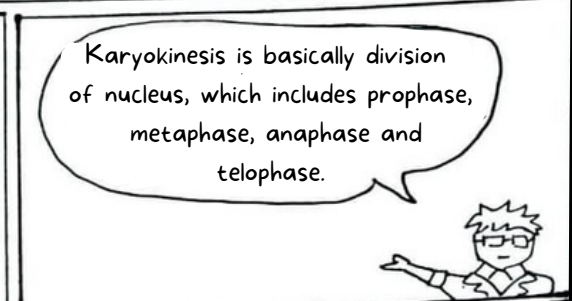 Karyokinesis is basically division
of nucleus, which includes prophase,
metaphase, anaphase and
telophase.